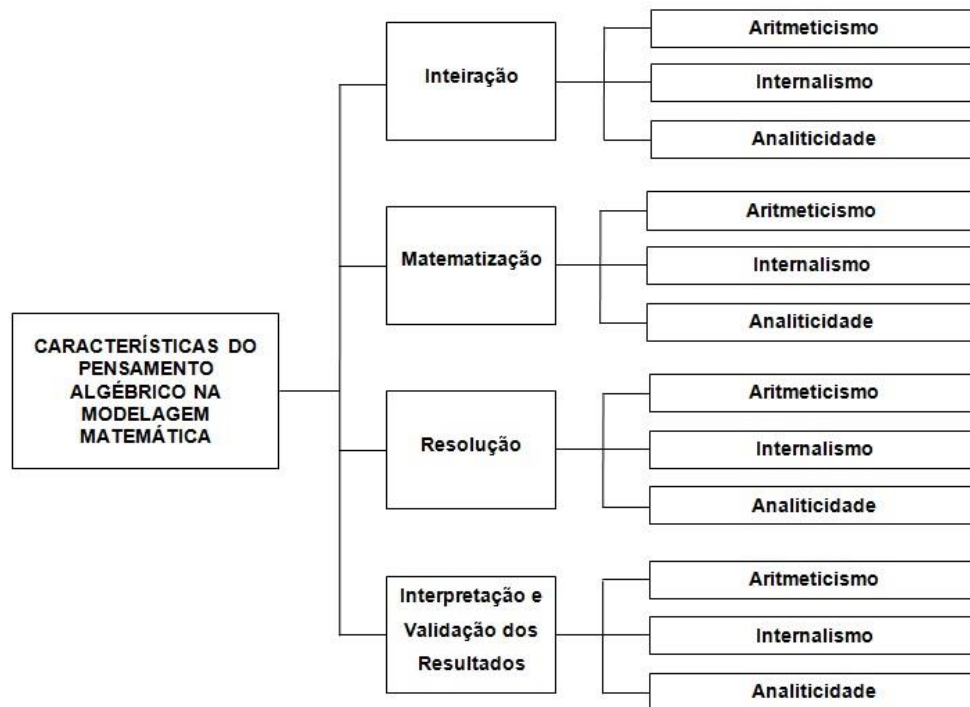 CARACTERÍSTICAS DO
PENSAMENTO
ALGÉBRICO NA
MODELAGEM
MATEMÁTICA
Inteiração
Aritmeticismo
Internalismo
Analiticidade
Matematização
Aritmeticismo
Internalismo
Analiticidade
Resolução
Aritmeticismo
Internalismo
Analiticidade
Interpretação e
Validação dos
Resultados
Aritmeticismo
Internalismo
Analiticidade